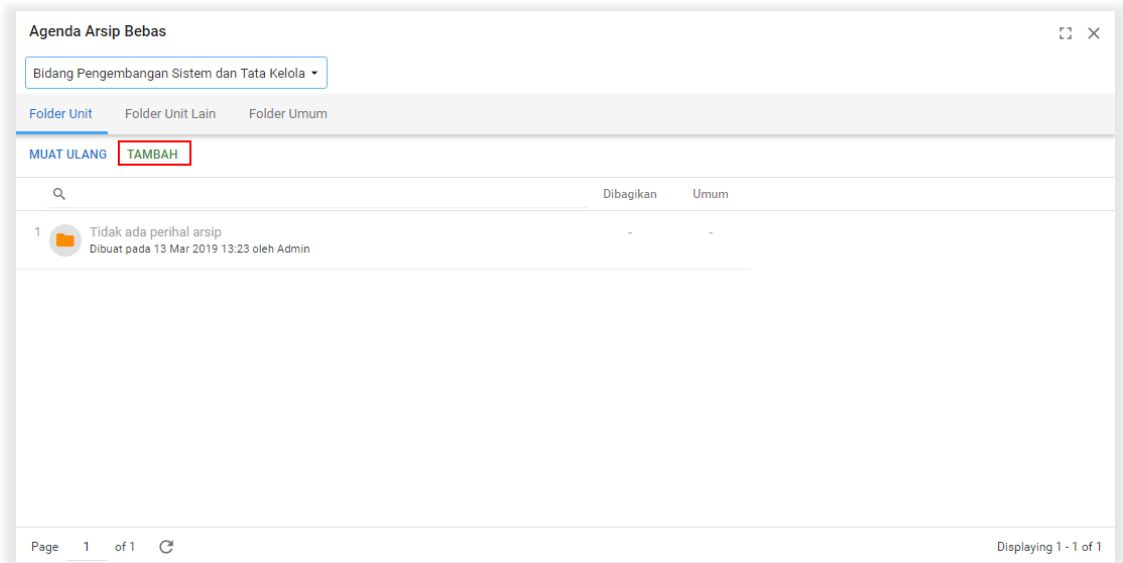 Agenda Arsip Bebas
Bidang Pengembangan Sistem dan Tata Kelola
Folder Unit Folder Unit Lain Folder Umum
MUAT ULANG TAMBAH
Dibagikan Umum
1 Tidak ada perihal arsip - -
Dibuat pada 13 Mar 2019 13:23 oleh Admin
Page 1 of 1 Displaying 1 - 1 of 1